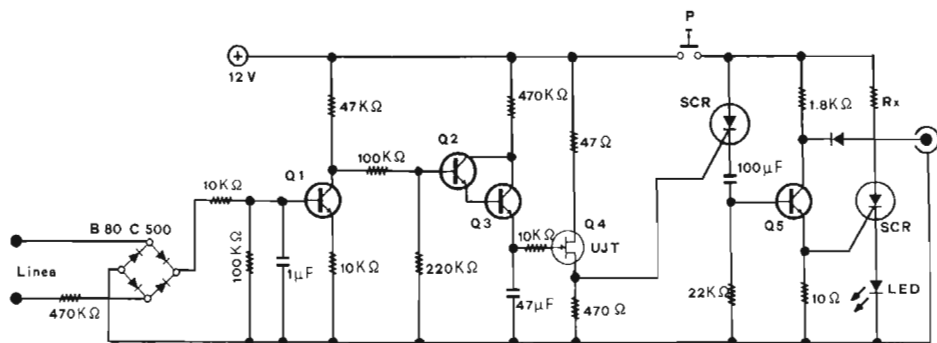 P
12 V
47KΩ
470KΩ
47Ω
SCR
1.8KΩ
Rx
Q2
100KΩ
100µF
10KΩ
Q1
Q3
Q4
10KΩ
UJT
Q5
SCR
B 80 C 500
Linea
470KΩ
100KΩ
1µF
10KΩ
220KΩ
47µF
470Ω
22KΩ
10Ω
LED